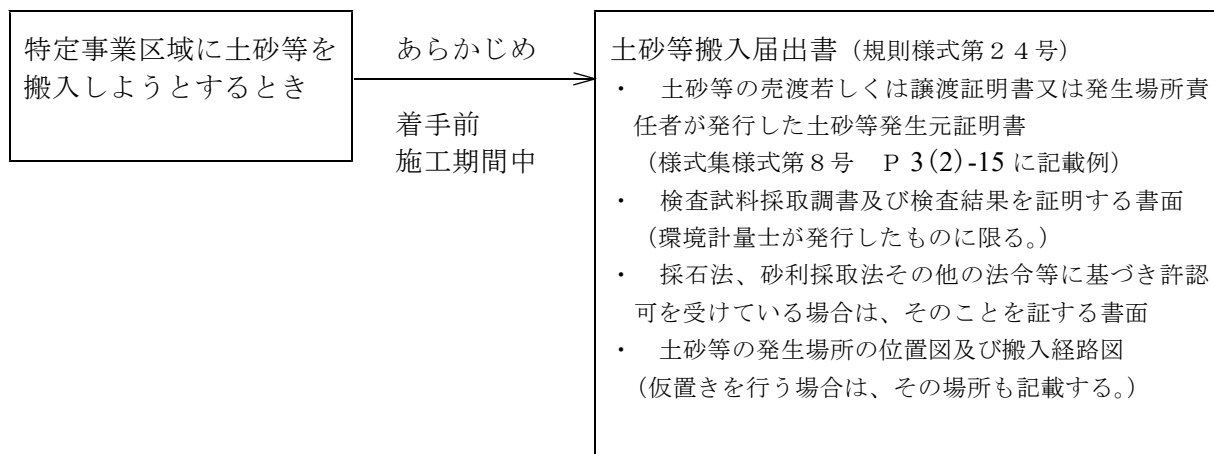 特定事業区域に土砂等を
搬入しようとするとき
あらかじめ
着手前
施工期間中
土砂等搬入届出書（規則様式第２４号）
・　土砂等の売渡若しくは譲渡証明書又は発生場所責
任者が発行した土砂等発生元証明書
（様式集様式第８号　Ｐ 3(2)-15 に記載例）
・　検査試料採取調書及び検査結果を証明する書面
（環境計量士が発行したものに限る。）
・　採石法、砂利採取法その他の法令等に基づき許認
可を受けている場合は、そのことを証する書面
・　土砂等の発生場所の位置図及び搬入経路図
（仮置きを行う場合は、その場所も記載する。）